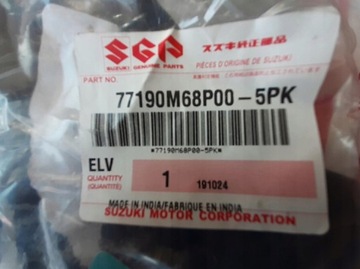 SGP
スズキ純正部品
SUZUKI GENUINE PARTS
PIÈCES D'ORIGINE DE SUZUKI
PART NO.
77190M68P00-5PK
*77190M68P00-5PK*
ELV
QUANTITY
(QUANTITÉ)
1
191024
MADE IN INDIA/FABRIQUE EN INDIA
SUZUKI MOTOR CORPORATION